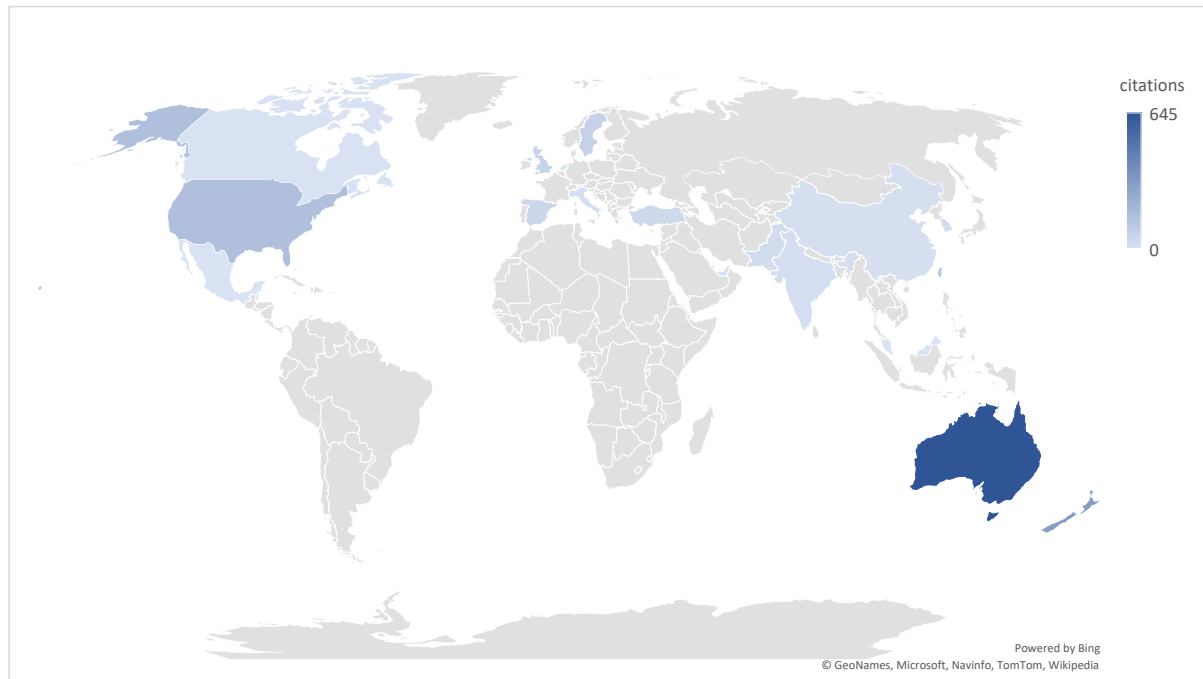 citations
645
0
Powered by Bing
© GeoNames, Microsoft, Navinfo, TomTom, Wikipedia